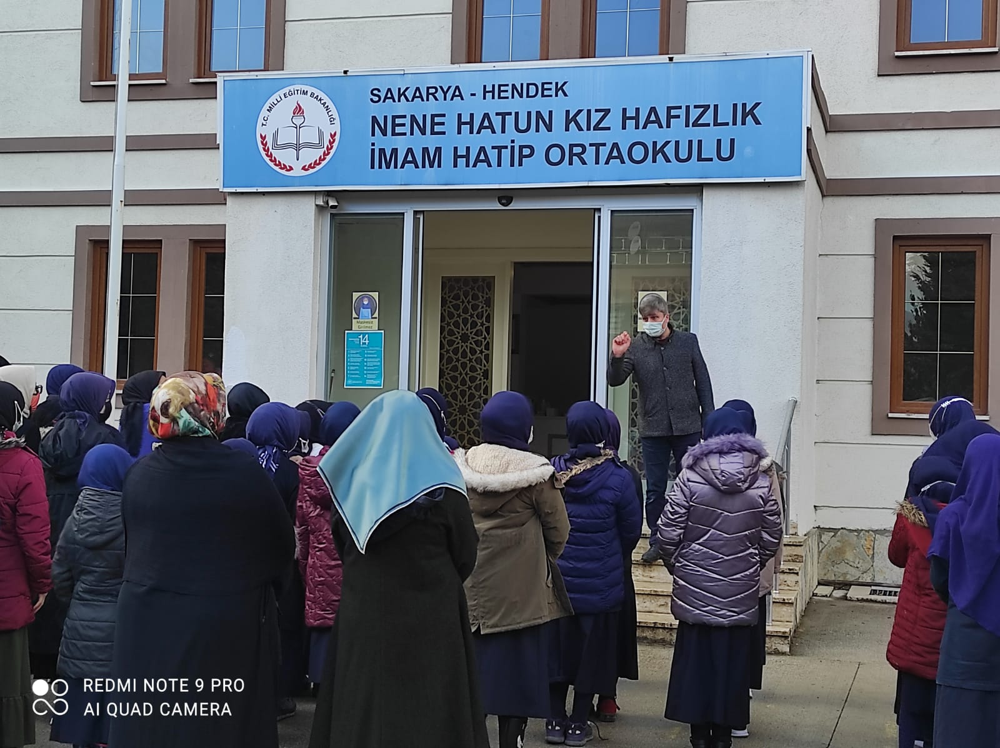 T.C. MİLLİ EĞİTİM BAKANLIĞI
SAKARYA - HENDEK
NENE HATUN KIZ HAFIZLIK
İMAM HATİP ORTAOKULU
Maskesiz
Girilmez
14
REDMI NOTE 9 PRO
AI QUAD CAMERA